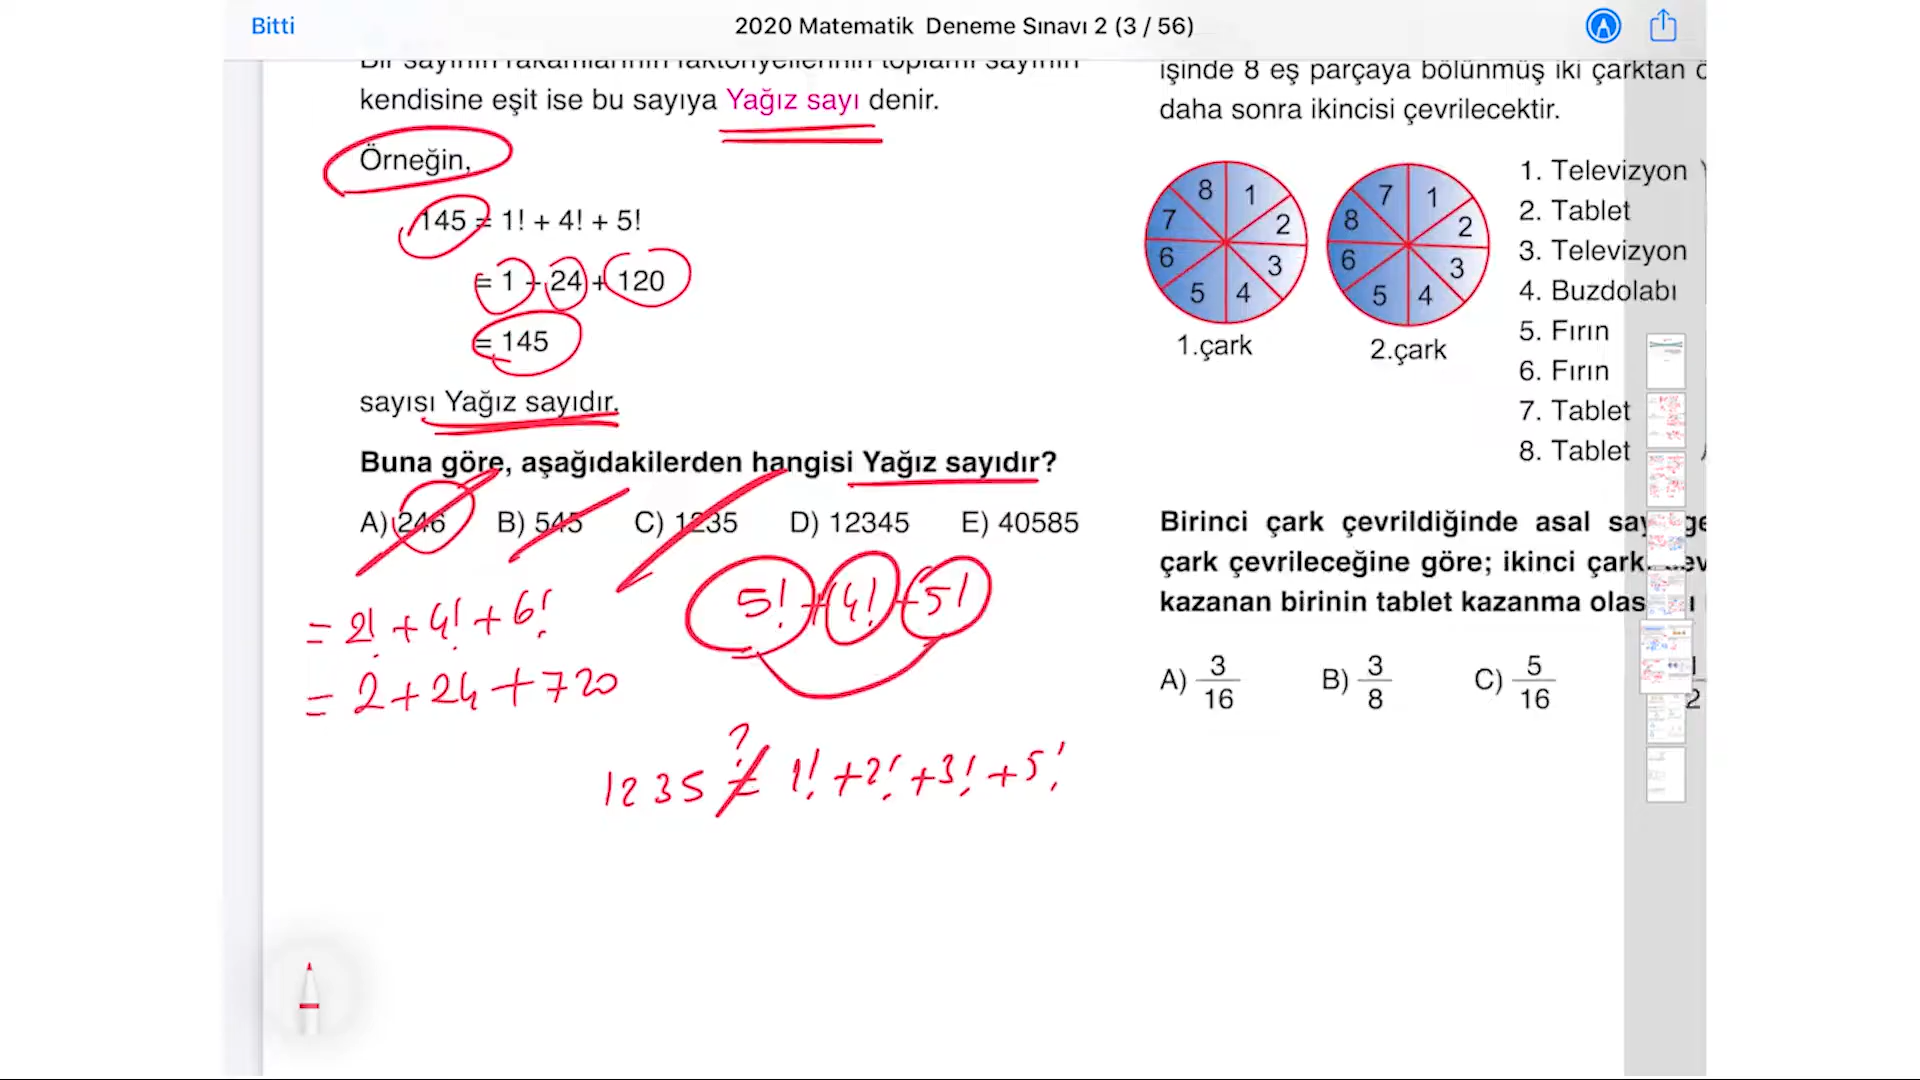 Bitti
2020 Matematik Deneme Sınavı 2 (3 / 56)
Bir sayının rakamlarının faktöriyellerinin toplamı sayının
kendisine eşit ise bu sayıya Yağız sayı denir.
Örneğin,
145 = 1! + 4! + 5!
= 1 + 24 + 120
= 145
sayısı Yağız sayıdır.
Buna göre, aşağıdakilerden hangisi Yağız sayıdır?
A) 246 B) 545 C) 1235 D) 12345 E) 40585
= 2! + 4! + 6!
= 2 + 24 + 720
5! + 4! + 5!
?
1235 ≠ 1! + 2! + 3! + 5!
işinde 8 eş parçaya bölünmüş iki çarktan
daha sonra ikincisi çevrilecektir.
8 1
7 2
6 3
5 4
1.çark
7 1
8 2
6 3
5 4
2.çark
1. Televizyon
2. Tablet
3. Televizyon
4. Buzdolabı
5. Fırın
6. Fırın
7. Tablet
8. Tablet
Birinci çark çevrildiğinde asal
çark çevrileceğine göre; ikinci çark
kazanan birinin tablet kazanma
A) 3/16 B) 3/8 C) 5/16